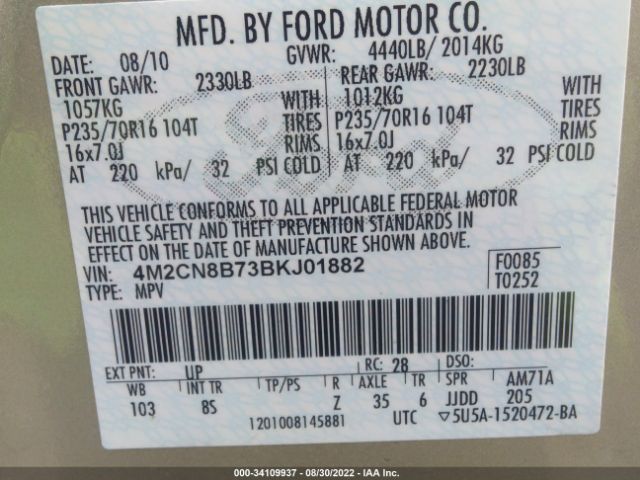 MFD. BY FORD MOTOR CO.
DATE: 08/10 GVWR: 4440LB/ 2014KG
FRONT GAWR: 2330LB REAR GAWR: 2230LB
1057KG WITH 1012KG WITH
P235/70R16 104T TIRES P235/70R16 104T TIRES
16x7.0J RIMS 16x7.0J RIMS
AT 220 kPa/ 32 PSI COLD AT 220 kPa/ 32 PSI COLD
Ford
THIS VEHICLE CONFORMS TO ALL APPLICABLE FEDERAL MOTOR
VEHICLE SAFETY AND THEFT PREVENTION STANDARDS IN
EFFECT ON THE DATE OF MANUFACTURE SHOWN ABOVE.
VIN: 4M2CN8B73BKJ01882 F0085
TYPE: MPV T0252
EXT PNT: UP RC: 28 DSO:
WB INT TR TP/PS R AXLE TR SPR AM71A
103 8S Z 35 6 JJDD 205
1201008145881 UTC ▽5U5A-1520472-BA
000-34109937 - 08/30/2022 - IAA Inc.